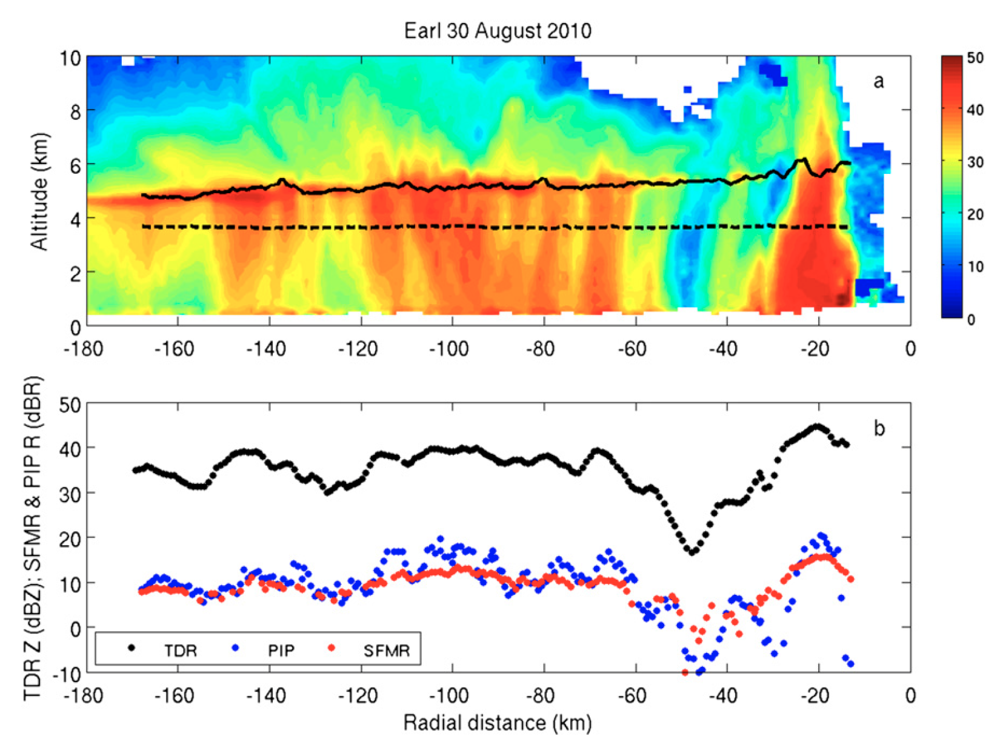 Earl 30 August 2010
a
Altitude (km)
10
8
6
4
2
0
-180 -160 -140 -120 -100 -80 -60 -40 -20 0
50
40
30
20
10
0
b
TDR Z (dBZ); SFMR & PIP R (dBR)
50
40
30
20
10
0
-10
TDR PIP SFMR
-180 -160 -140 -120 -100 -80 -60 -40 -20 0
Radial distance (km)